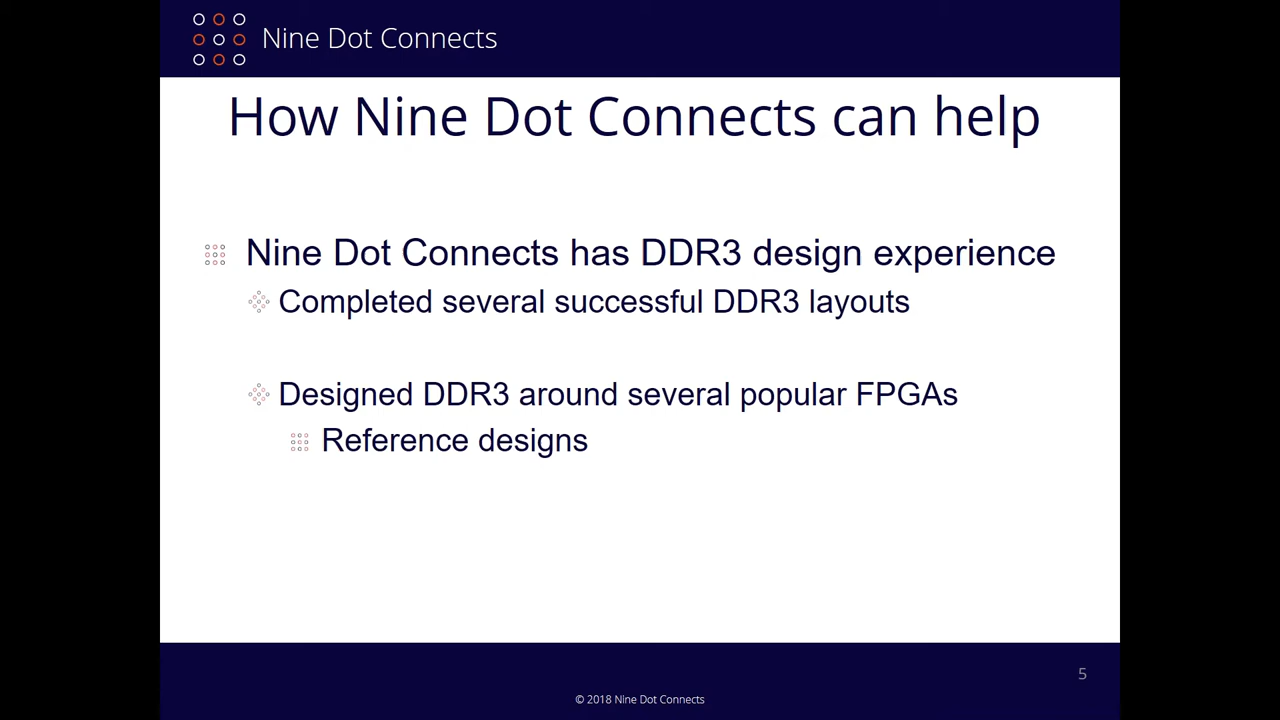 Nine Dot Connects
How Nine Dot Connects can help
Nine Dot Connects has DDR3 design experience
Completed several successful DDR3 layouts
Designed DDR3 around several popular FPGAs
Reference designs
5
© 2018 Nine Dot Connects